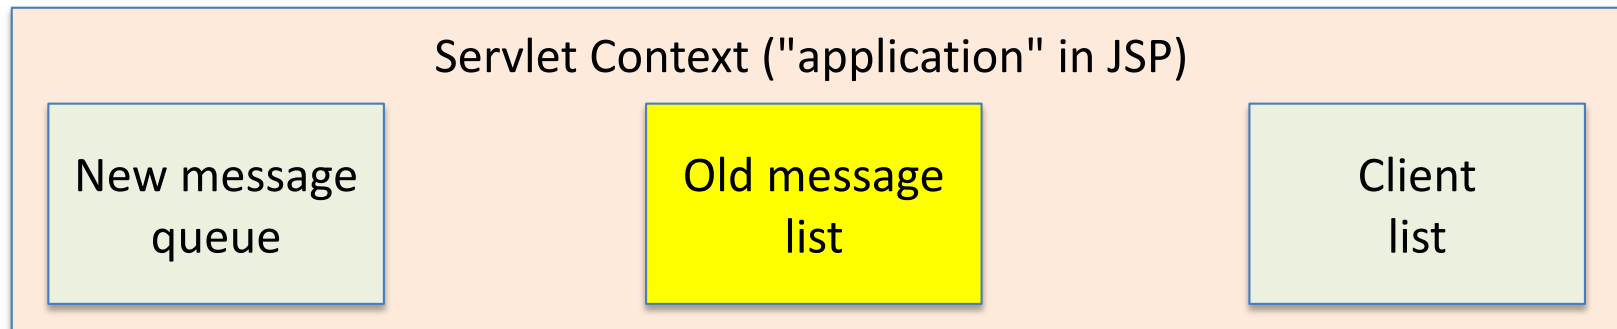 Servlet Context ("application" in JSP)
New message
queue
Old message
list
Client
list